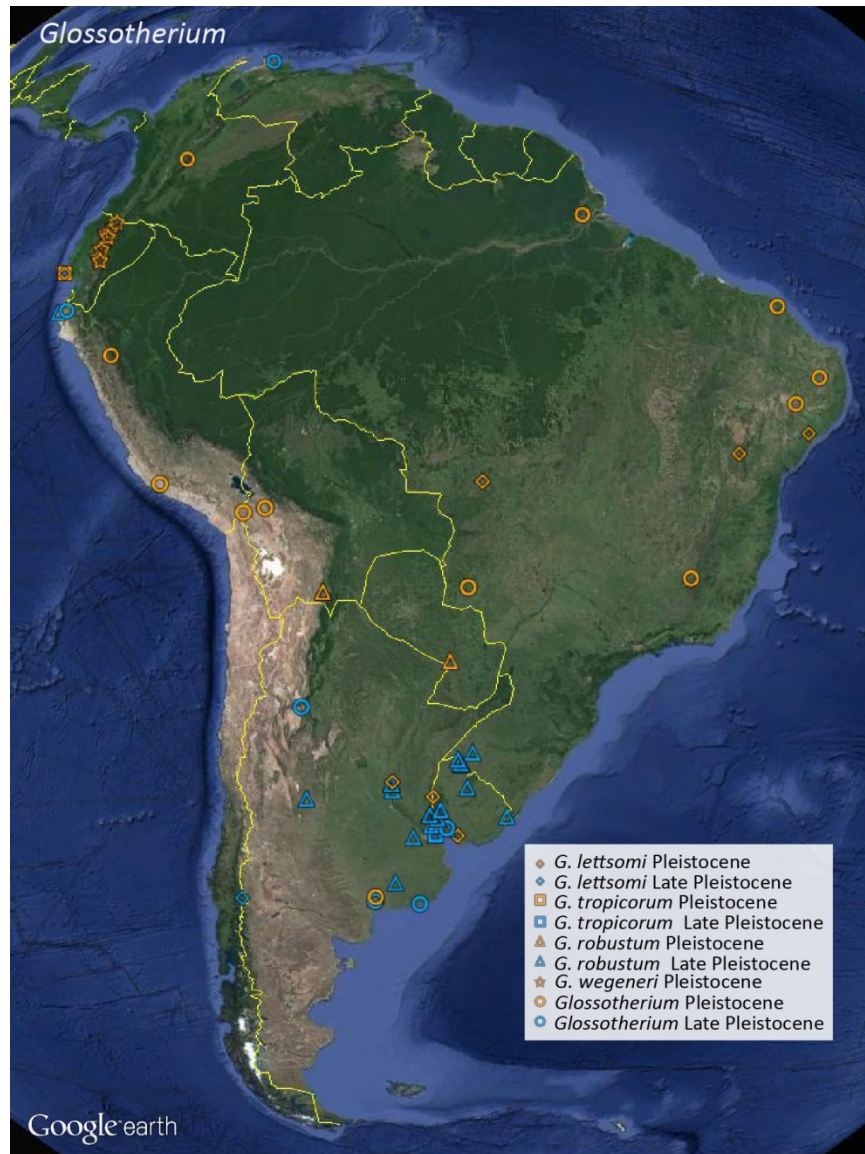 Glossotherium
G. lettsomi Pleistocene
G. lettsomi Late Pleistocene
G. tropicorum Pleistocene
G. tropicorum Late Pleistocene
G. robustum Pleistocene
G. robustum Late Pleistocene
G. wegeneri Pleistocene
Glossotherium Pleistocene
Glossotherium Late Pleistocene
Google earth